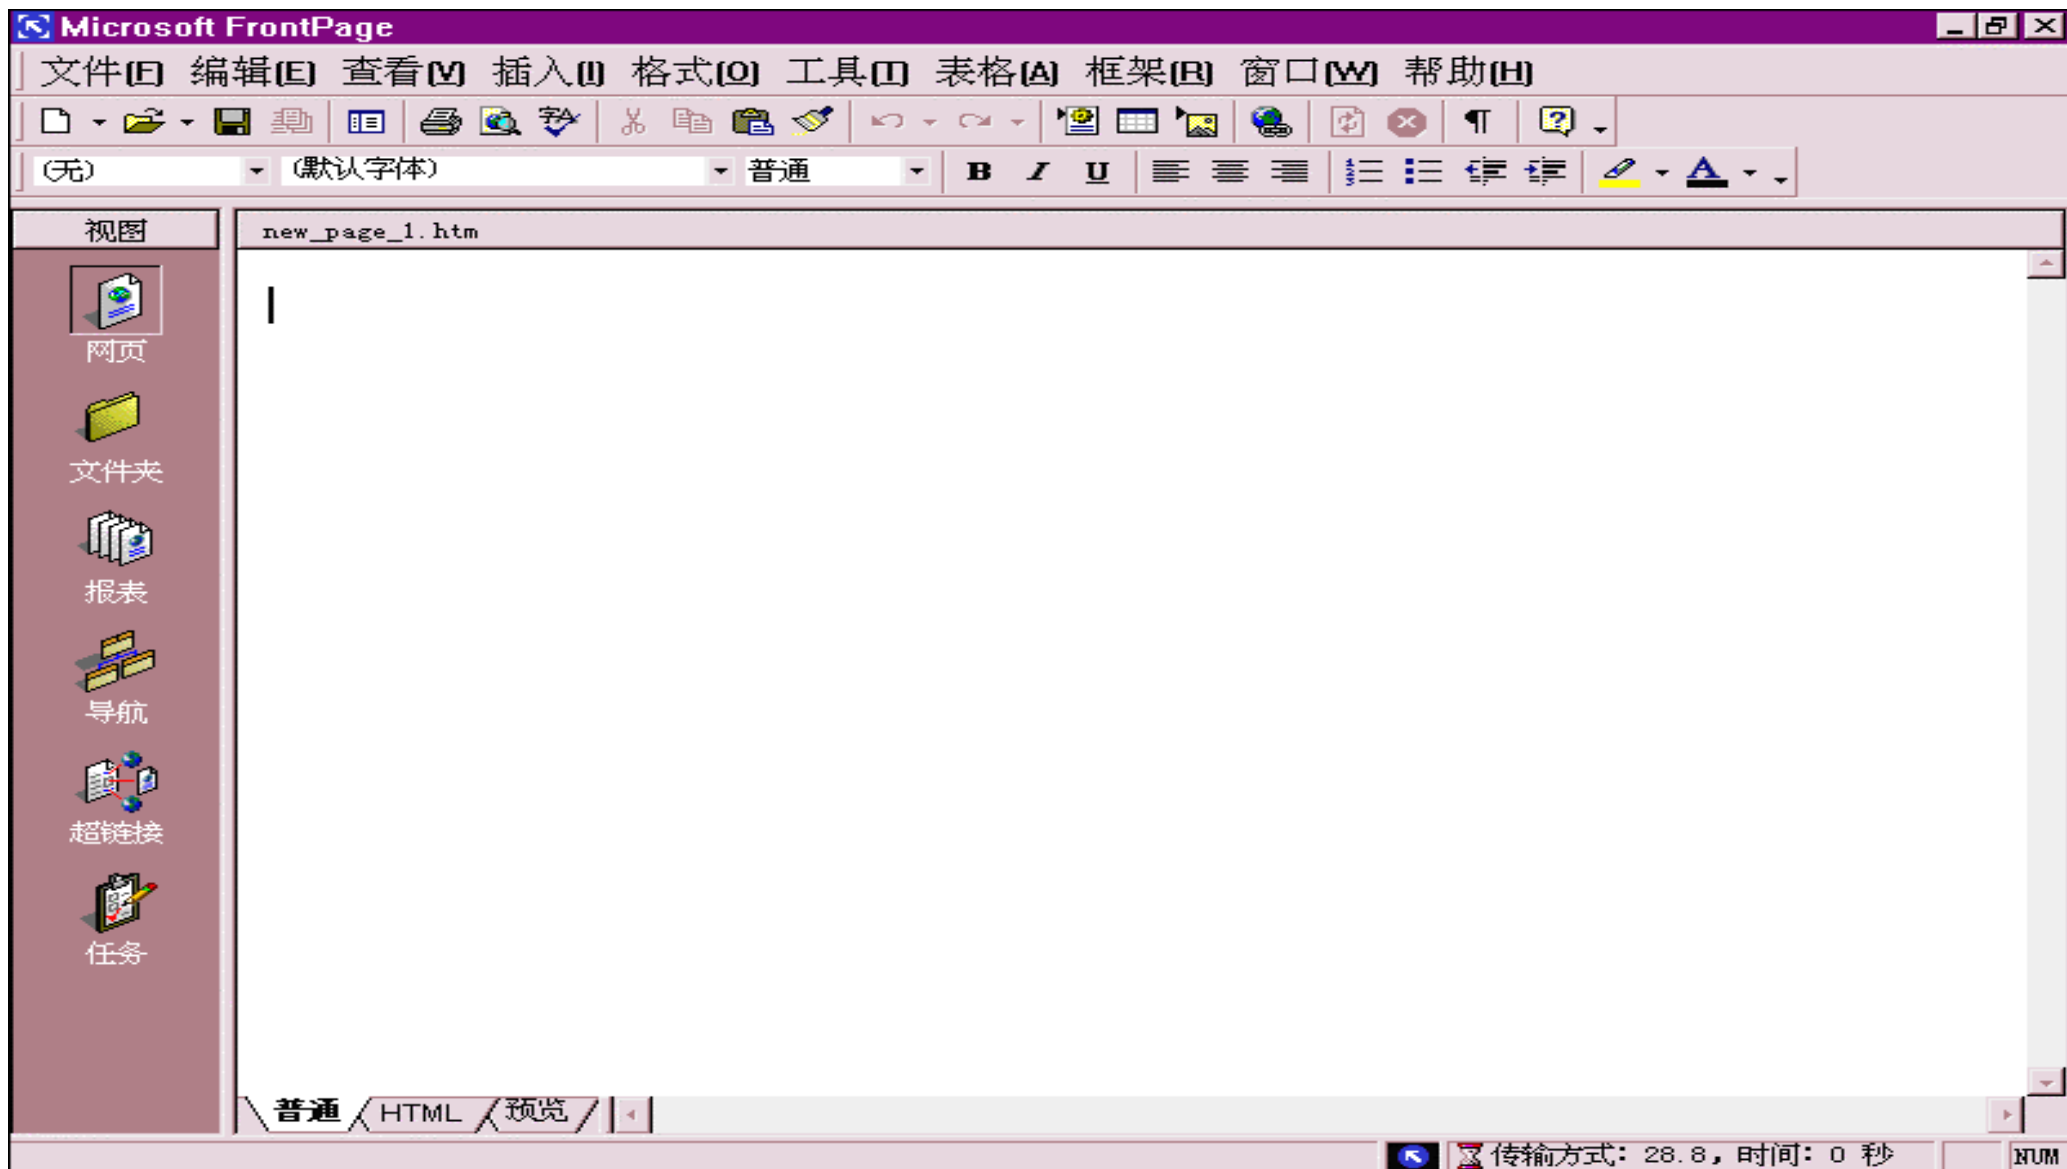 Microsoft FrontPage
文件(F) 编辑(E) 查看(V) 插入(I) 格式(O) 工具(T) 表格(A) 框架(R) 窗口(W) 帮助(H)
(无) (默认字体) 普通 B I U A
视图
new_page_1.htm
网页
文件夹
报表
导航
超链接
任务
普通 HTML 预览
传输方式: 28.8, 时间: 0 秒 NUM